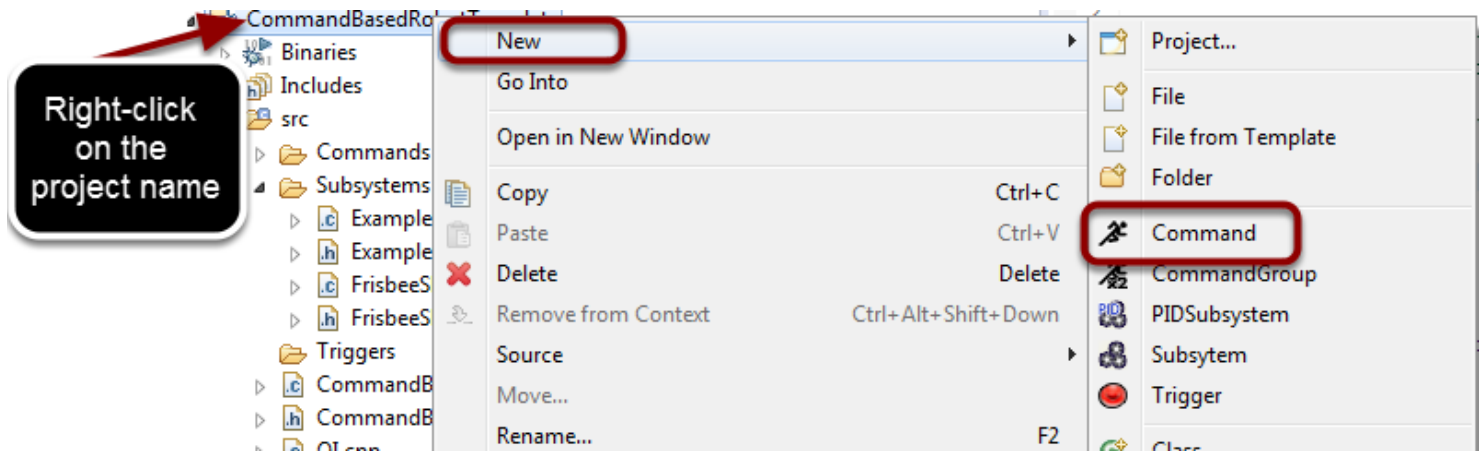 CommandBasedRo
Binaries
Includes
src
Commands
Subsystems
Example
Example
FrisbeeS
FrisbeeS
Triggers
CommandB
CommandB
Right-click
on the
project name
New
Go Into
Open in New Window
Copy Ctrl+C
Paste Ctrl+V
Delete Delete
Remove from Context Ctrl+Alt+Shift+Down
Source
Move...
Rename... F2
Project...
File
File from Template
Folder
Command
CommandGroup
PIDSubsystem
Subsytem
Trigger
Class